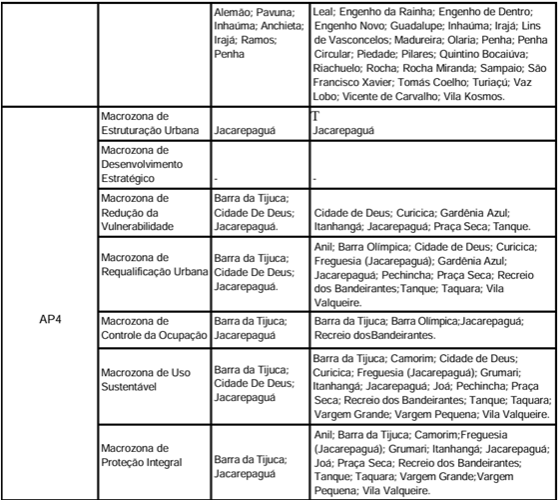 Alemão; Pavuna;
Inhaúma; Anchieta;
Irajá; Ramos;
Penha
Leal; Engenho da Rainha; Engenho de Dentro;
Engenho Novo; Guadalupe; Inhaúma; Irajá; Lins
de Vasconcelos; Madureira; Olaria; Penha; Penha
Circular; Piedade; Pilares; Quintino Bocaiúva;
Riachuelo; Rocha; Rocha Miranda; Sampaio; São
Francisco Xavier; Tomás Coelho; Turiaçú; Vaz
Lobo; Vicente de Carvalho; Vila Kosmos.
AP4
Macrozona de
Estruturação Urbana
Jacarepaguá
T
Jacarepaguá
Macrozona de
Desenvolvimento
Estratégico
-
-
Macrozona de
Redução da
Vulnerabilidade
Barra da Tijuca;
Cidade De Deus;
Jacarepaguá.
Cidade de Deus; Curicica; Gardênia Azul;
Itanhangá; Jacarepaguá; Praça Seca; Tanque.
Macrozona de
Requalificação Urbana
Barra da Tijuca;
Cidade De Deus;
Jacarepaguá.
Anil; Barra Olímpica; Cidade de Deus; Curicica;
Freguesia (Jacarepaguá); Gardênia Azul;
Jacarepaguá; Pechincha; Praça Seca; Recreio
dos Bandeirantes;Tanque; Taquara; Vila
Valqueire.
Macrozona de
Controle da Ocupação
Barra da Tijuca;
Jacarepaguá
Barra da Tijuca; Barra Olímpica;Jacarepaguá;
Recreio dosBandeirantes.
Macrozona de Uso
Sustentável
Barra da Tijuca;
Cidade De Deus;
Jacarepaguá
Barra da Tijuca; Camorim; Cidade de Deus;
Curicica; Freguesia (Jacarepaguá); Grumari;
Itanhangá; Jacarepaguá; Joá; Pechincha; Praça
Seca; Recreio dos Bandeirantes; Tanque; Taquara;
Vargem Grande; Vargem Pequena; Vila Valqueire.
Macrozona de
Proteção Integral
Barra da Tijuca;
Jacarepaguá
Anil; Barra da Tijuca; Camorim;Freguesia
(Jacarepaguá); Grumari; Itanhangá; Jacarepaguá;
Joá; Praça Seca; Recreio dos Bandeirantes;
Tanque; Taquara; Vargem Grande;Vargem
Pequena; Vila Valqueire.